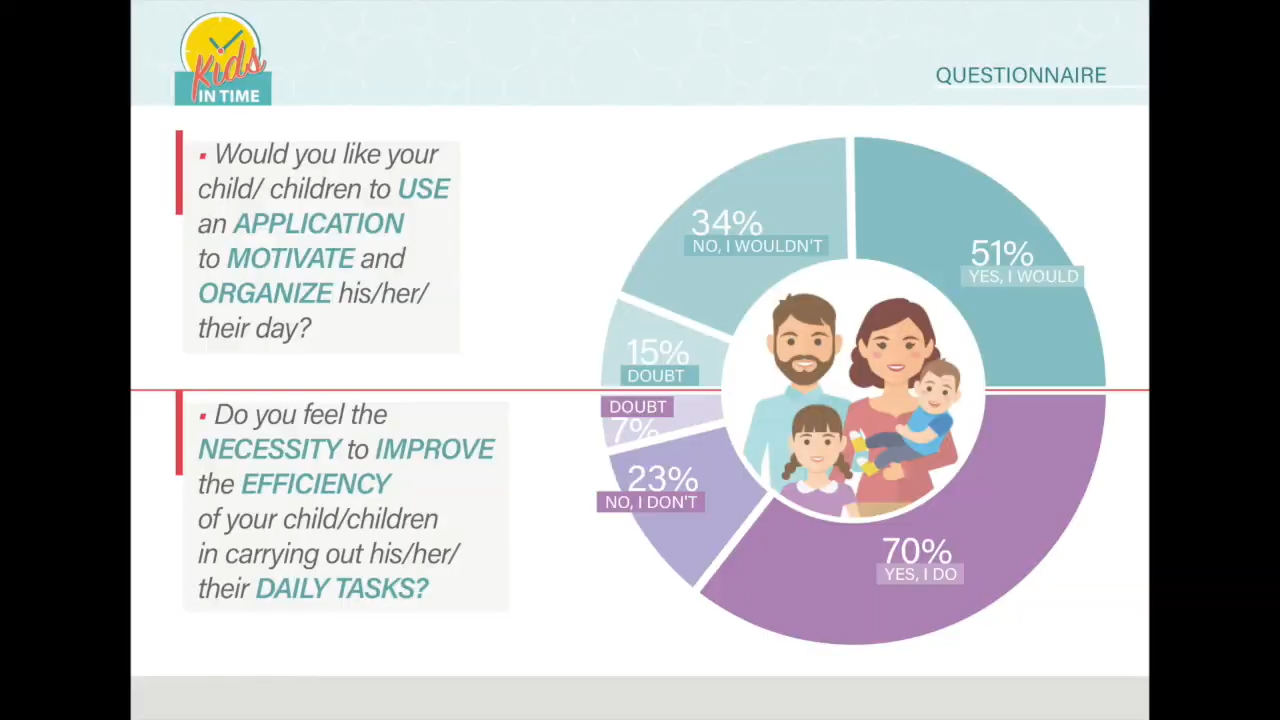 Kids
IN TIME
QUESTIONNAIRE
▪ Would you like your
child/ children to USE
an APPLICATION
to MOTIVATE and
ORGANIZE his/her/
their day?
▪ Do you feel the
NECESSITY to IMPROVE
the EFFICIENCY
of your child/children
in carrying out his/her/
their DAILY TASKS?
34%
NO, I WOULDN'T
51%
YES, I WOULD
15%
DOUBT
DOUBT
7%
23%
NO, I DON'T
70%
YES, I DO